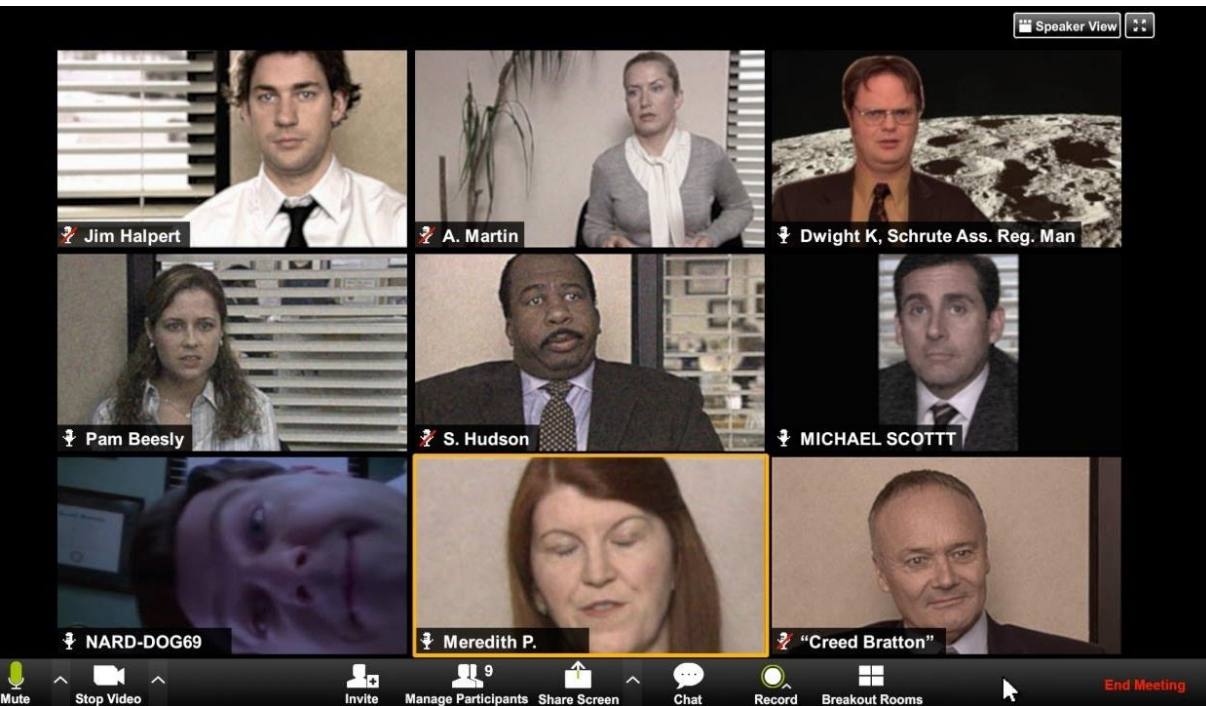 Speaker View
Jim Halpert
A. Martin
Dwight K, Schrute Ass. Reg. Man
Pam Beesly
S. Hudson
MICHAEL SCOTTT
NARD-DOG69
Meredith P.
“Creed Bratton”
Mute
Stop Video
Invite
Manage Participants
9
Share Screen
Chat
Record
Breakout Rooms
End Meeting